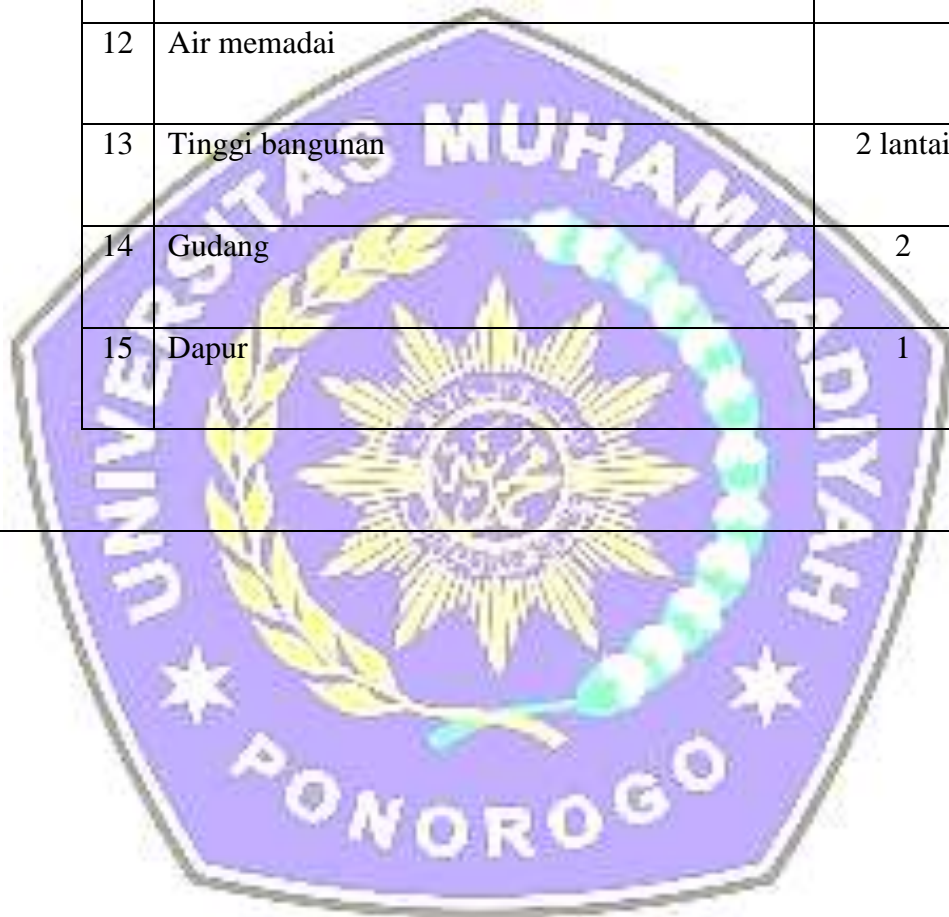 12 Air memadai
13 Tinggi bangunan 2 lantai
14 Gudang 2
15 Dapur 1
UNIVERSITAS MUHAMMADIYAH
PONOROGO